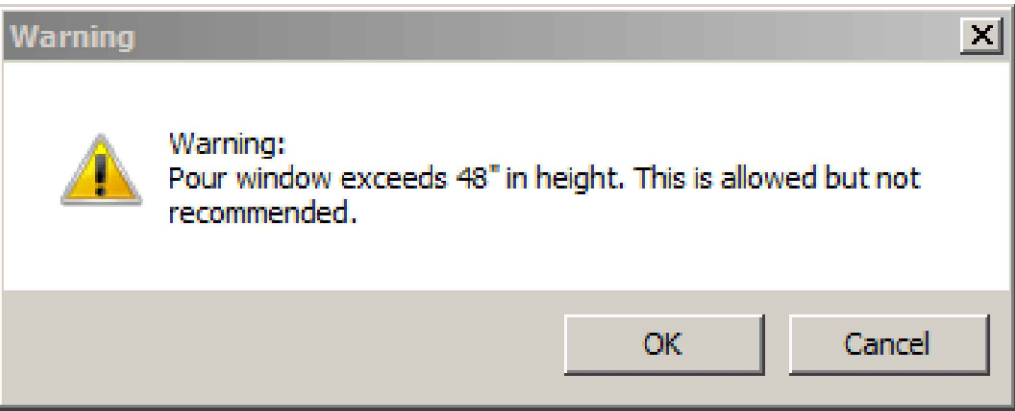 Warning
Warning:
Pour window exceeds 48" in height. This is allowed but not
recommended.
OK
Cancel